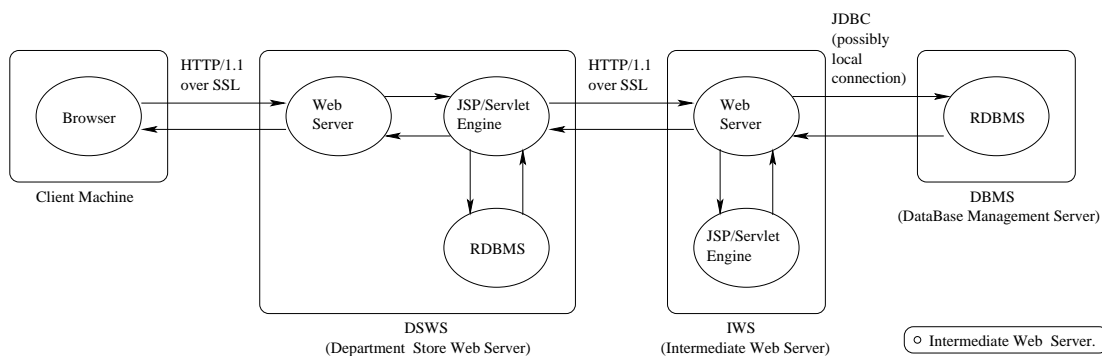 HTTP/1.1
over SSL
Browser
Client Machine
Web
Server
JSP/Servlet
Engine
RDBMS
DSWS
(Department Store Web Server)
HTTP/1.1
over SSL
Web
Server
JSP/Servlet
Engine
IWS
(Intermediate Web Server)
JDBC
(possibly
local
connection)
RDBMS
DBMS
(DataBase Management Server)
Intermediate Web Server.